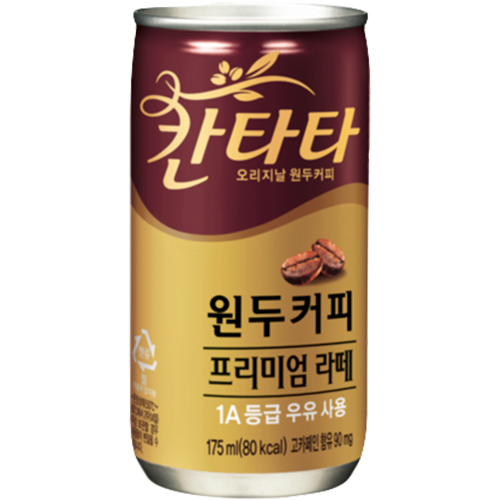 칸타타
오리지날 원두커피
원두커피
프리미엄 라떼
1A 등급 우유 사용
175 ml(80 kcal) 고카페인 함유 90 mg